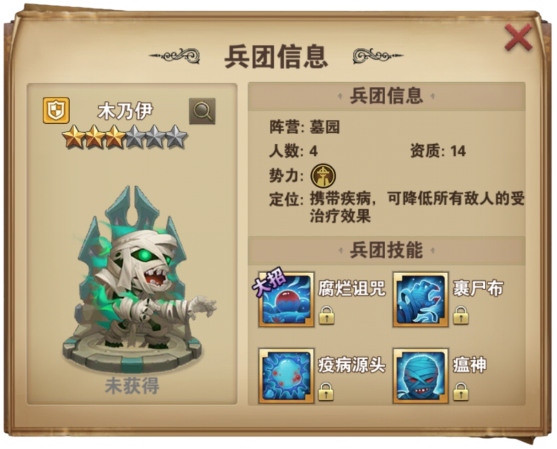 兵团信息
木乃伊
未获得
兵团信息
阵营: 墓园
人数: 4 资质: 14
势力:
定位: 携带疾病，可降低所有敌人的受
治疗效果
兵团技能
大招 腐烂诅咒 裹尸布
疫病源头 瘟神